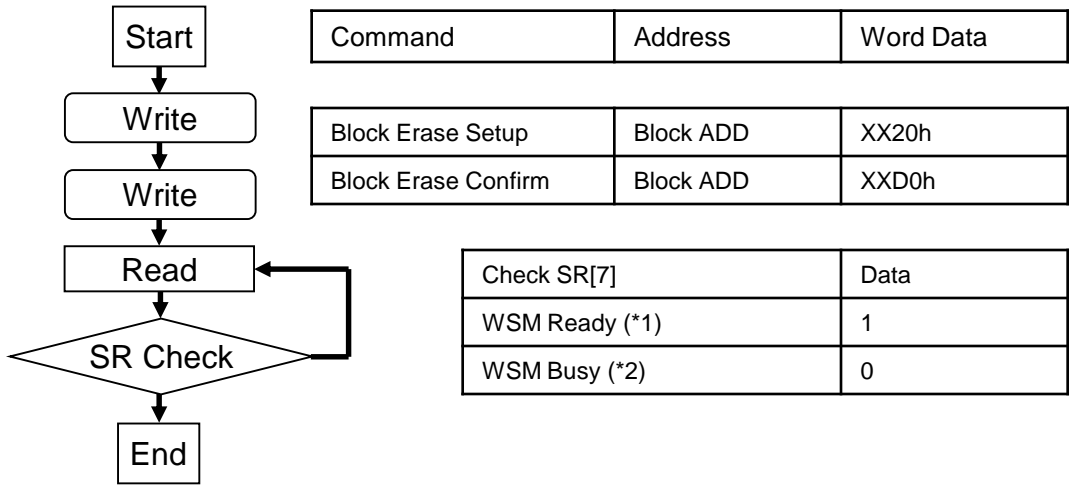 Start
Command Address Word Data
Write
Block Erase Setup Block ADD XX20h
Write
Block Erase Confirm Block ADD XXD0h
Read
Check SR[7] Data
WSM Ready (*1) 1
SR Check
WSM Busy (*2) 0
End